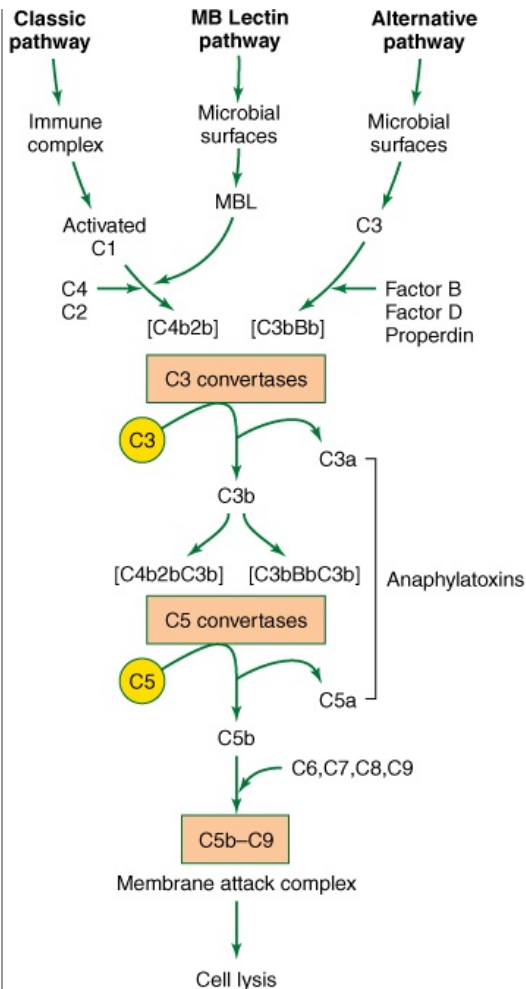 Classic
pathway
MB Lectin
pathway
Alternative
pathway
Immune
complex
Microbial
surfaces
Microbial
surfaces
MBL
Activated
C1
C3
C4
C2
Factor B
Factor D
Properdin
[C4b2b]
[C3bBb]
C3 convertases
C3
C3a
C3b
[C4b2bC3b]
[C3bBbC3b]
Anaphylatoxins
C5 convertases
C5
C5a
C5b
C6,C7,C8,C9
C5b–C9
Membrane attack complex
Cell lysis